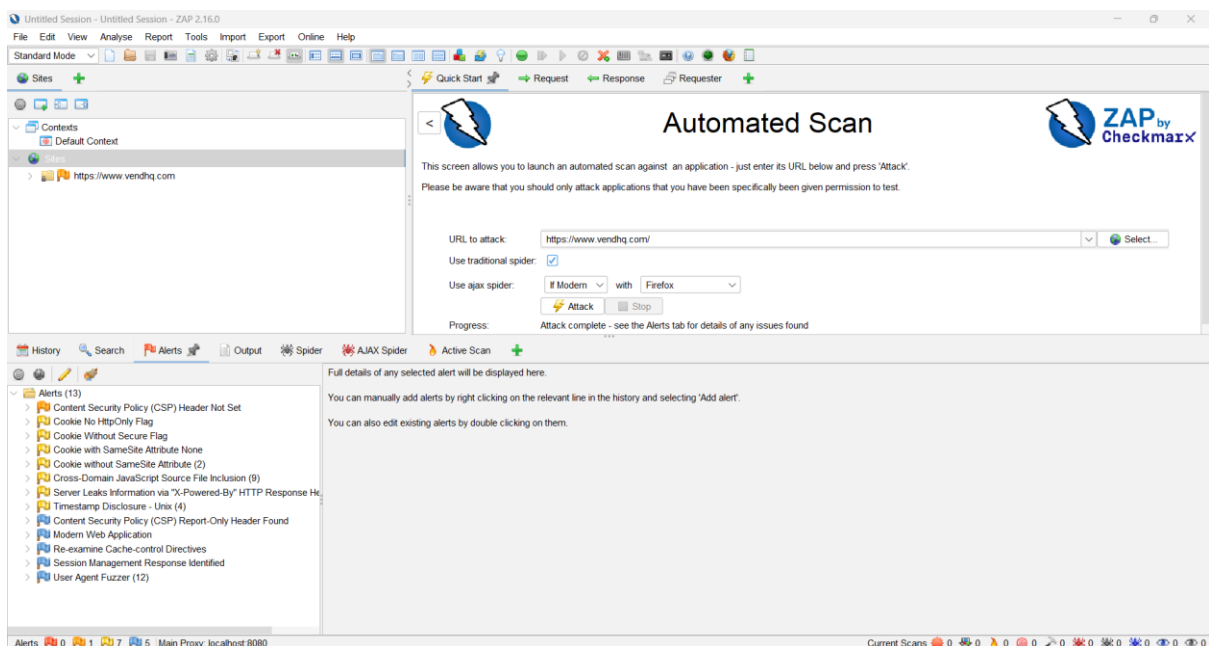 Untitled Session - Untitled Session - ZAP 2.16.0
File Edit View Analyse Report Tools Import Export Online Help
Standard Mode
Sites
Quick Start Request Response Requester
Contexts
Default Context
Sites
https://www.vendhq.com
<
Automated Scan
ZAP by
Checkmarx
This screen allows you to launch an automated scan against an application - just enter its URL below and press 'Attack'.
Please be aware that you should only attack applications that you have been specifically been given permission to test.
URL to attack: https://www.vendhq.com/ Select...
Use traditional spider:
Use ajax spider: If Modern with Firefox
Attack Stop
Progress: Attack complete - see the Alerts tab for details of any issues found
History Search Alerts Output Spider AJAX Spider Active Scan
Alerts (13)
Content Security Policy (CSP) Header Not Set
Cookie No HttpOnly Flag
Cookie Without Secure Flag
Cookie with SameSite Attribute None
Cookie without SameSite Attribute (2)
Cross-Domain JavaScript Source File Inclusion (9)
Server Leaks Information via "X-Powered-By" HTTP Response He
Timestamp Disclosure - Unix (4)
Content Security Policy (CSP) Report-Only Header Found
Modern Web Application
Re-examine Cache-control Directives
Session Management Response Identified
User Agent Fuzzer (12)
Full details of any selected alert will be displayed here.
You can manually add alerts by right clicking on the relevant line in the history and selecting 'Add alert'.
You can also edit existing alerts by double clicking on them.
Alerts 0 1 7 5 Main Proxy: localhost:8080 Current Scans 0 0 0 0 0 0 0 0 0 0